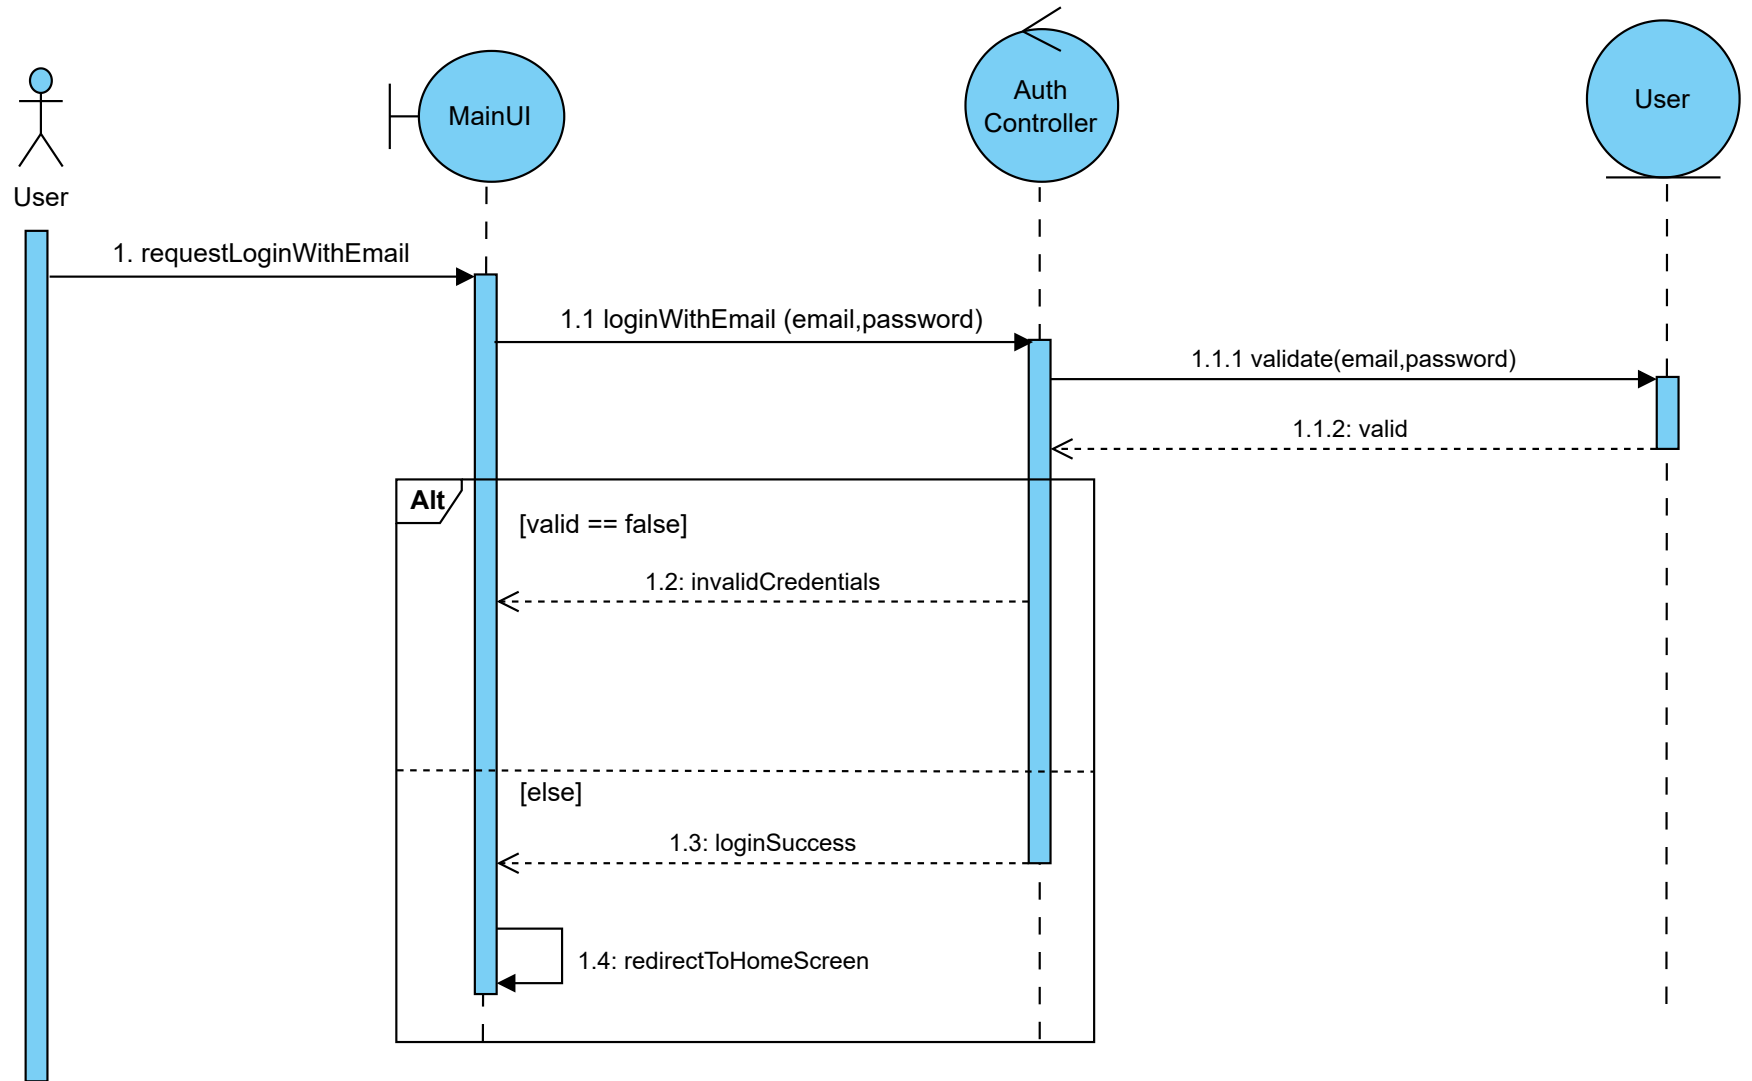 User
MainUI
Auth
Controller
User
1. requestLoginWithEmail
1.1 loginWithEmail (email,password)
1.1.1 validate(email,password)
1.1.2: valid
Alt
[valid == false]
1.2: invalidCredentials
[else]
1.3: loginSuccess
1.4: redirectToHomeScreen